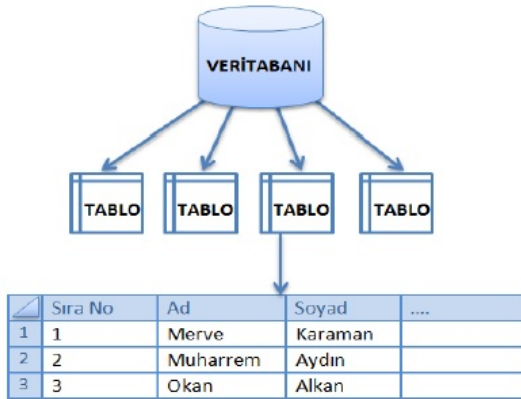 VERİTABANI
TABLO TABLO TABLO TABLO
Sıra No Ad Soyad ....
1 1 Merve Karaman
2 2 Muharrem Aydın
3 3 Okan Alkan